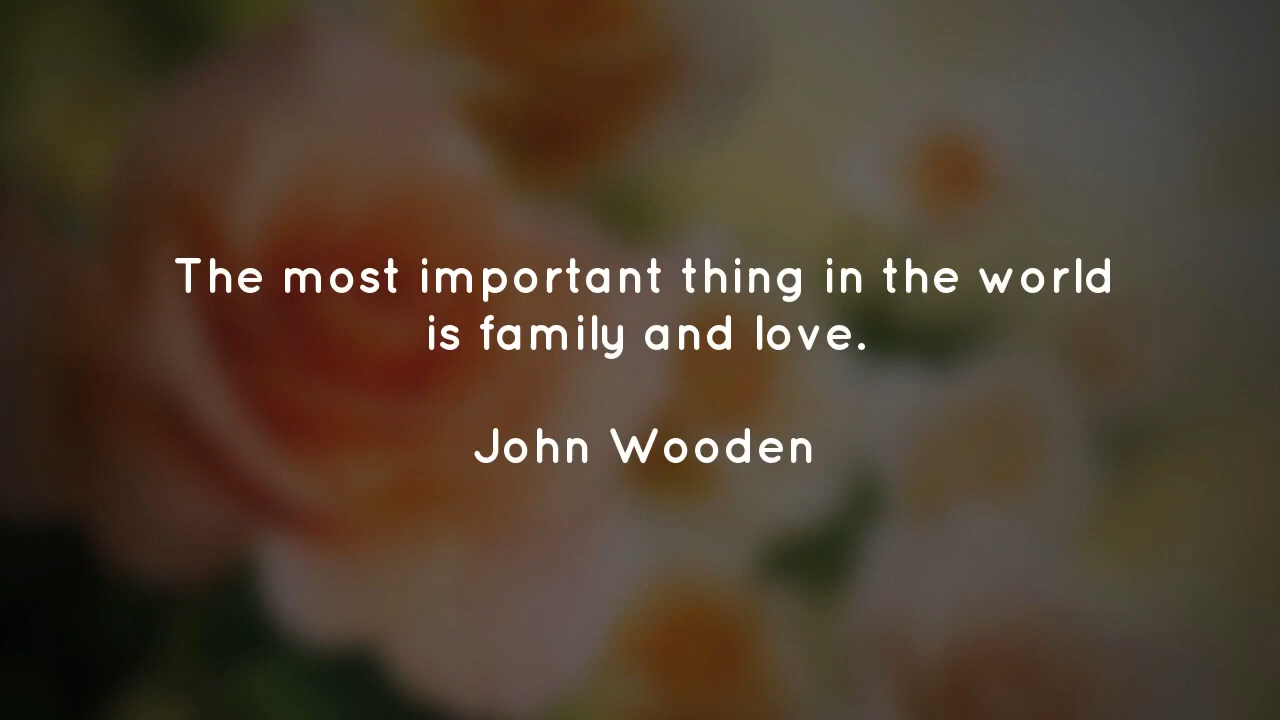 The most important thing in the world
is family and love.
John Wooden